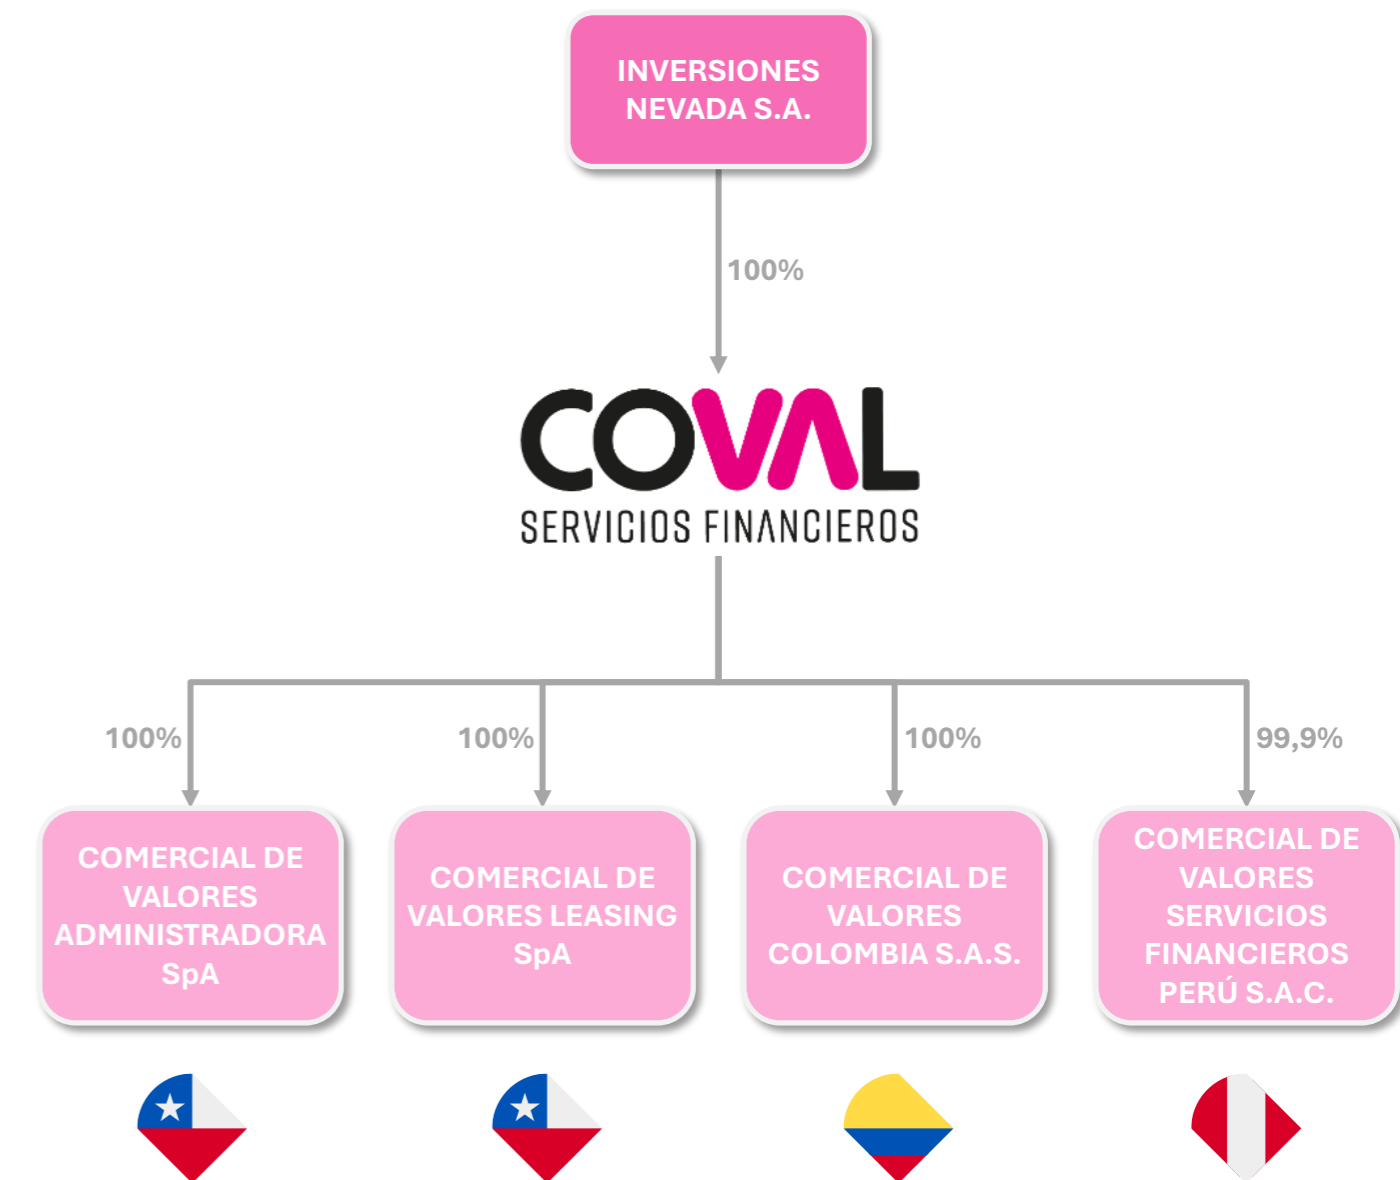 INVERSIONES
NEVADA S.A.
100%
COVAL
SERVICIOS FINANCIEROS
100%
100%
100%
99,9%
COMERCIAL DE
VALORES
ADMINISTRADORA
SpA
COMERCIAL DE
VALORES LEASING
SpA
COMERCIAL DE
VALORES
COLOMBIA S.A.S.
COMERCIAL DE
VALORES
SERVICIOS
FINANCIEROS
PERÚ S.A.C.